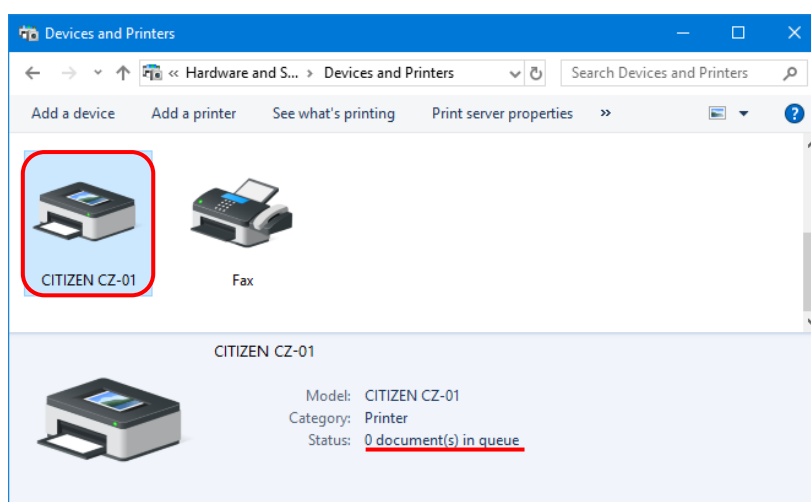 Devices and Printers
« Hardware and S... › Devices and Printers
Search Devices and Printers
Add a device
Add a printer
See what's printing
Print server properties
»
?
CITIZEN CZ-01
Fax
CITIZEN CZ-01
Model: CITIZEN CZ-01
Category: Printer
Status: 0 document(s) in queue